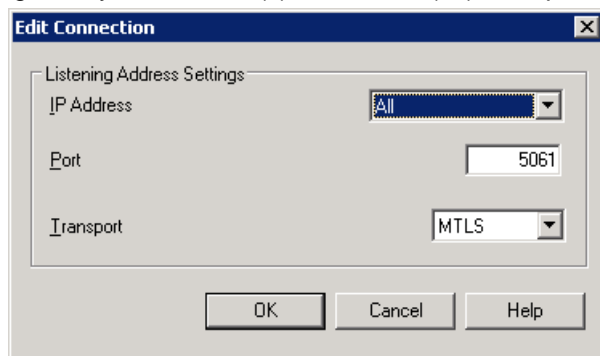 Edit Connection
Listening Address Settings
IP Address All
Port 5061
Transport MTLS
OK Cancel Help